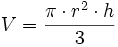 V = \frac{\pi \cdot r^2 \cdot h}{3}